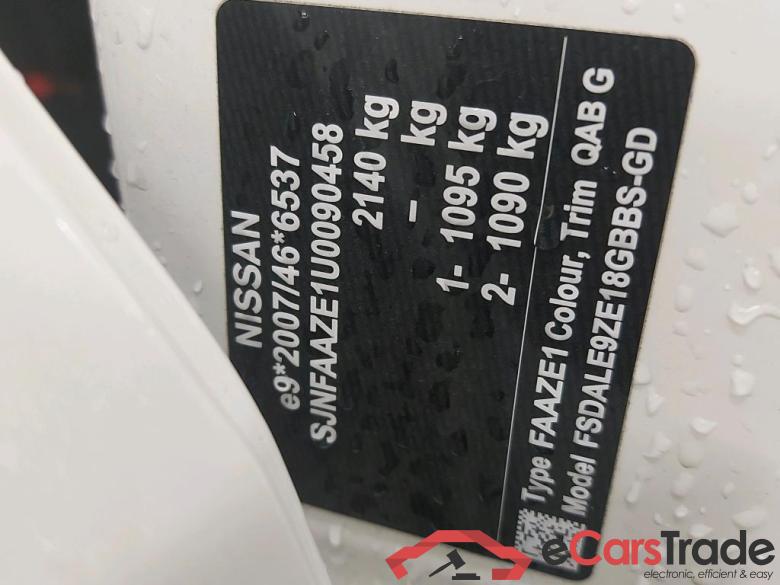 NISSAN
e9*2007/46*6537
SJNFAAZE1U0090458
2140 kg
– kg
1- 1095 kg
2- 1090 kg
Type FAAZE1 Colour, Trim QAB G
Model FSDALE9ZE18GBBS-GD
eCarsTrade
electronic, efficient & easy